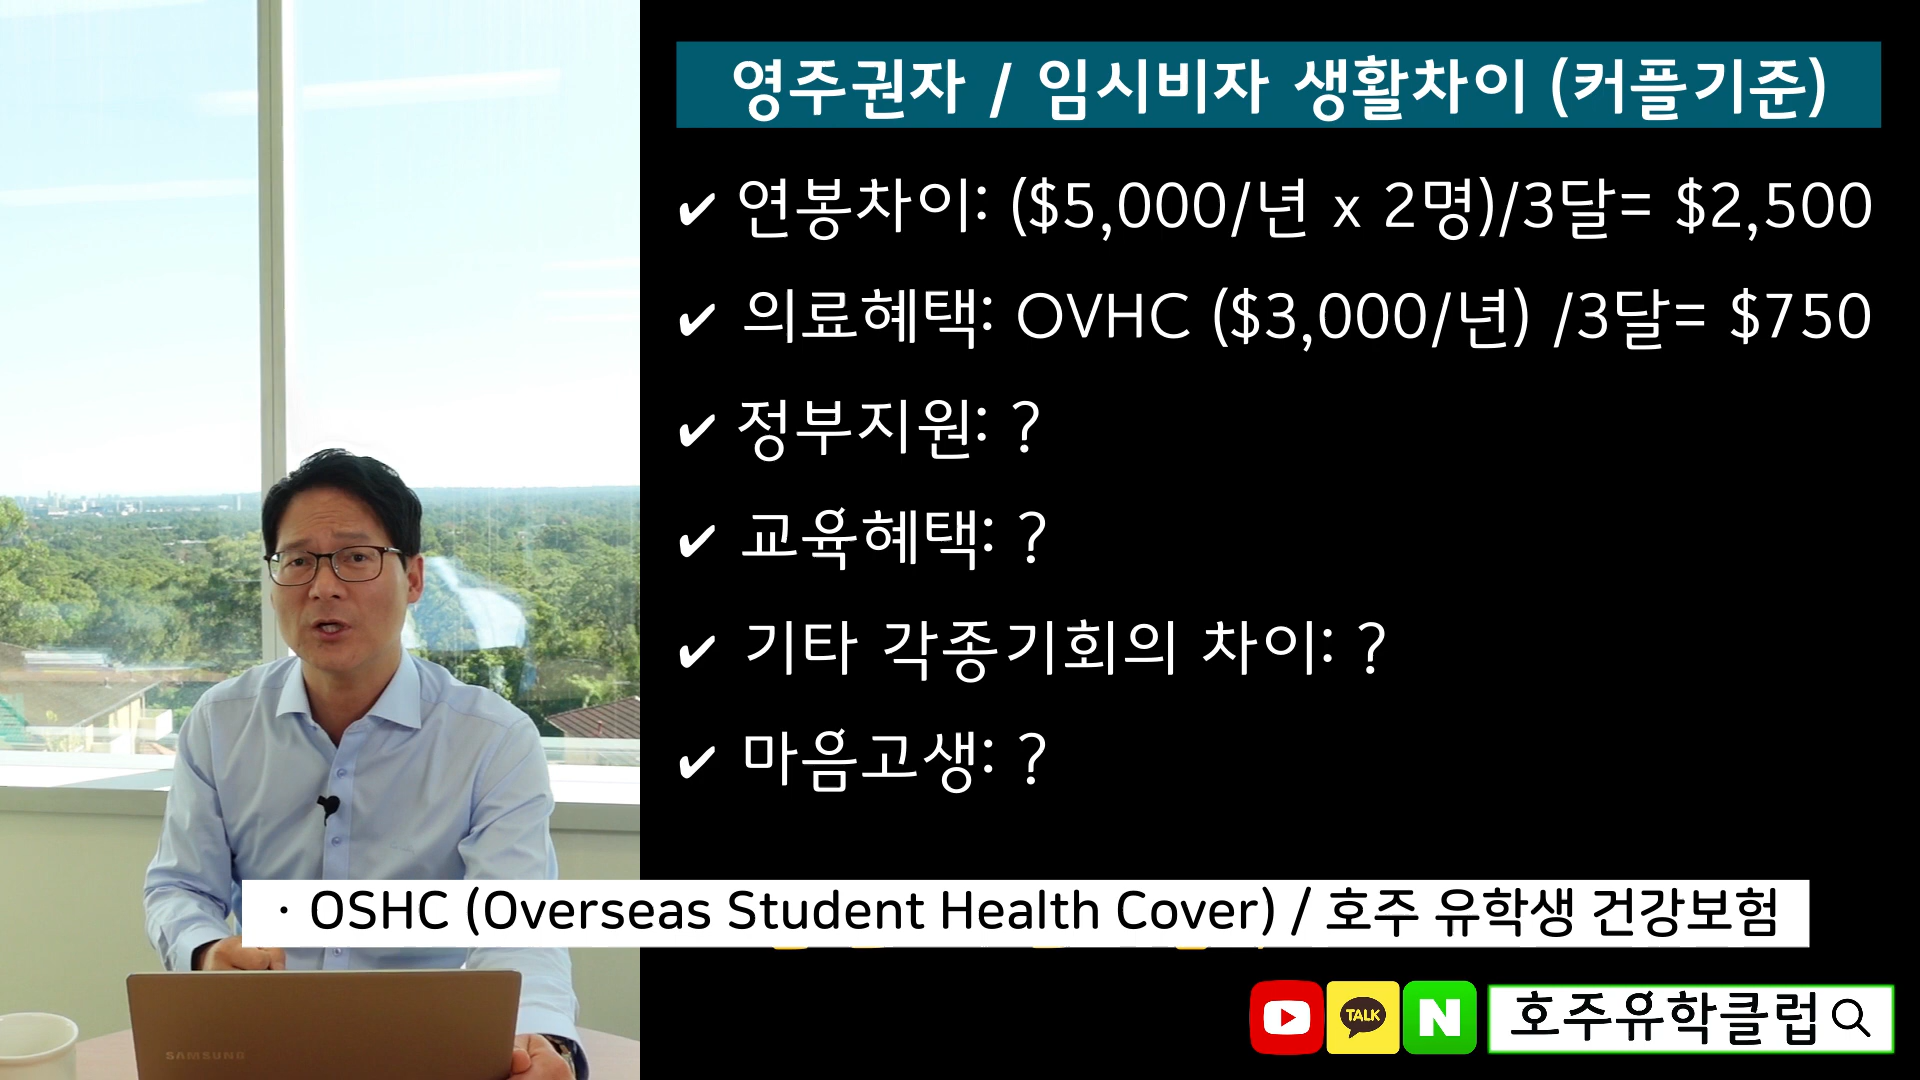 영주권자 / 임시비자 생활차이 (커플기준)
✔ 연봉차이: ($5,000/년 x 2명)/3달= $2,500
✔ 의료혜택: OVHC ($3,000/년) /3달= $750
✔ 정부지원: ?
✔ 교육혜택: ?
✔ 기타 각종기회의 차이: ?
✔ 마음고생: ?
· OSHC (Overseas Student Health Cover) / 호주 유학생 건강보험
TALK N 호주유학클럽
SAMSUNG